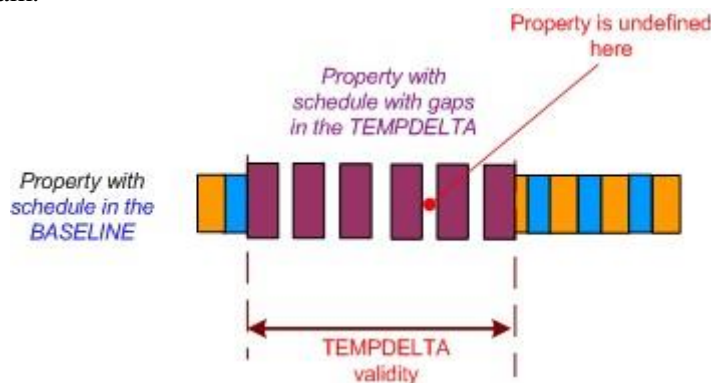 Property is undefined
here
Property with
schedule with gaps
in the TEMPDELTA
Property with
schedule in the
BASELINE
TEMPDELTA
validity